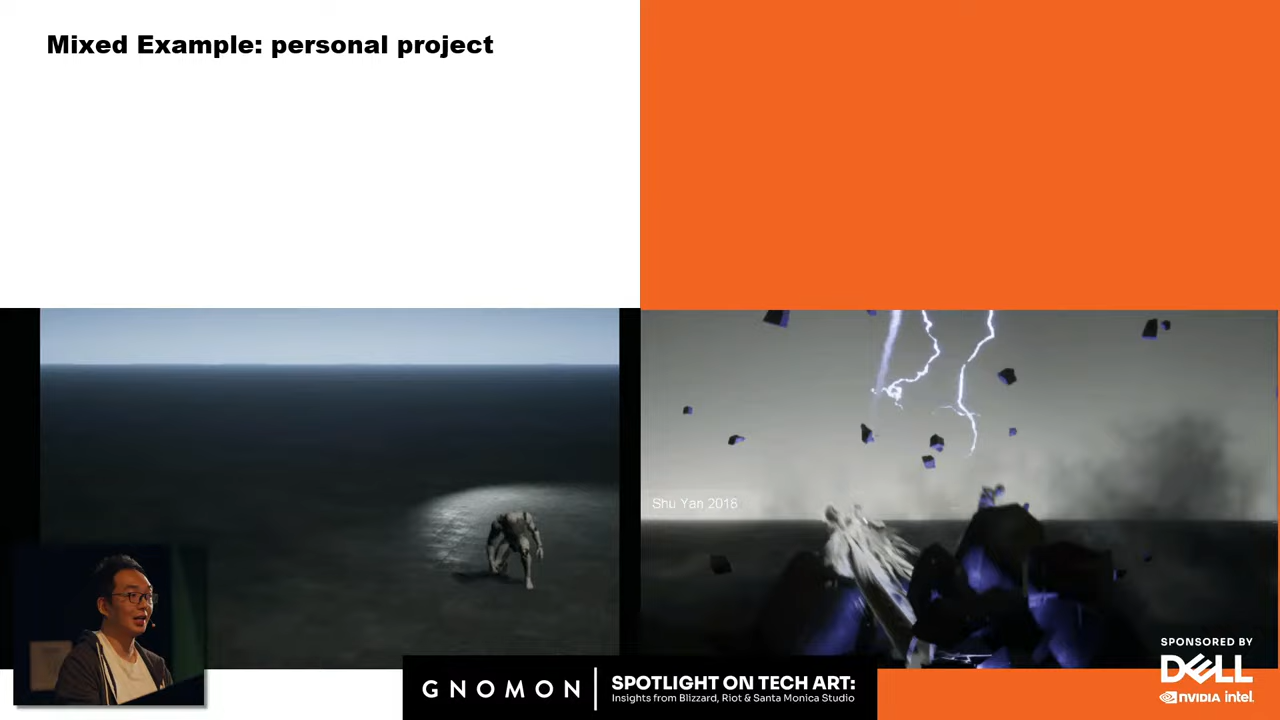 Mixed Example: personal project
Shu Yan 2015
SPONSORED BY
DELL
NVIDIA intel.
GNOMON
SPOTLIGHT ON TECH ART:
Insights from Blizzard, Riot & Santa Monica Studio